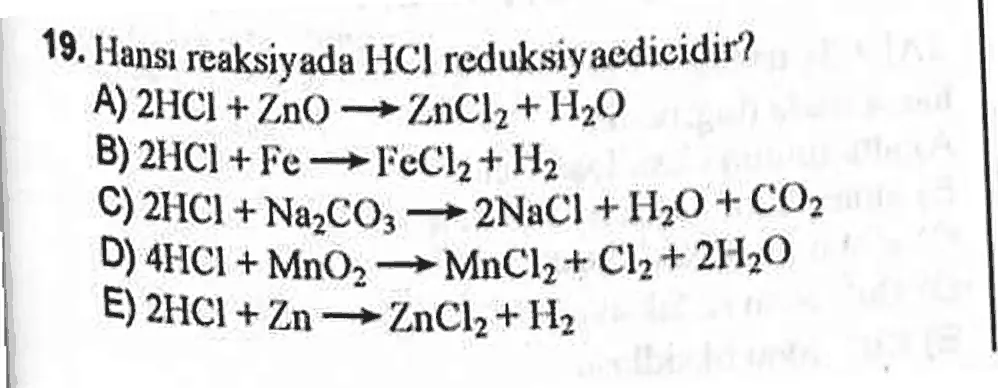 19. Hansı reaksiyada HCl reduksiyaedicidir?
A) 2HCl + ZnO ⟶ ZnCl₂ + H₂O
B) 2HCl + Fe ⟶ FeCl₂ + H₂
C) 2HCl + Na₂CO₃ ⟶ 2NaCl + H₂O + CO₂
D) 4HCl + MnO₂ ⟶ MnCl₂ + Cl₂ + 2H₂O
E) 2HCl + Zn ⟶ ZnCl₂ + H₂